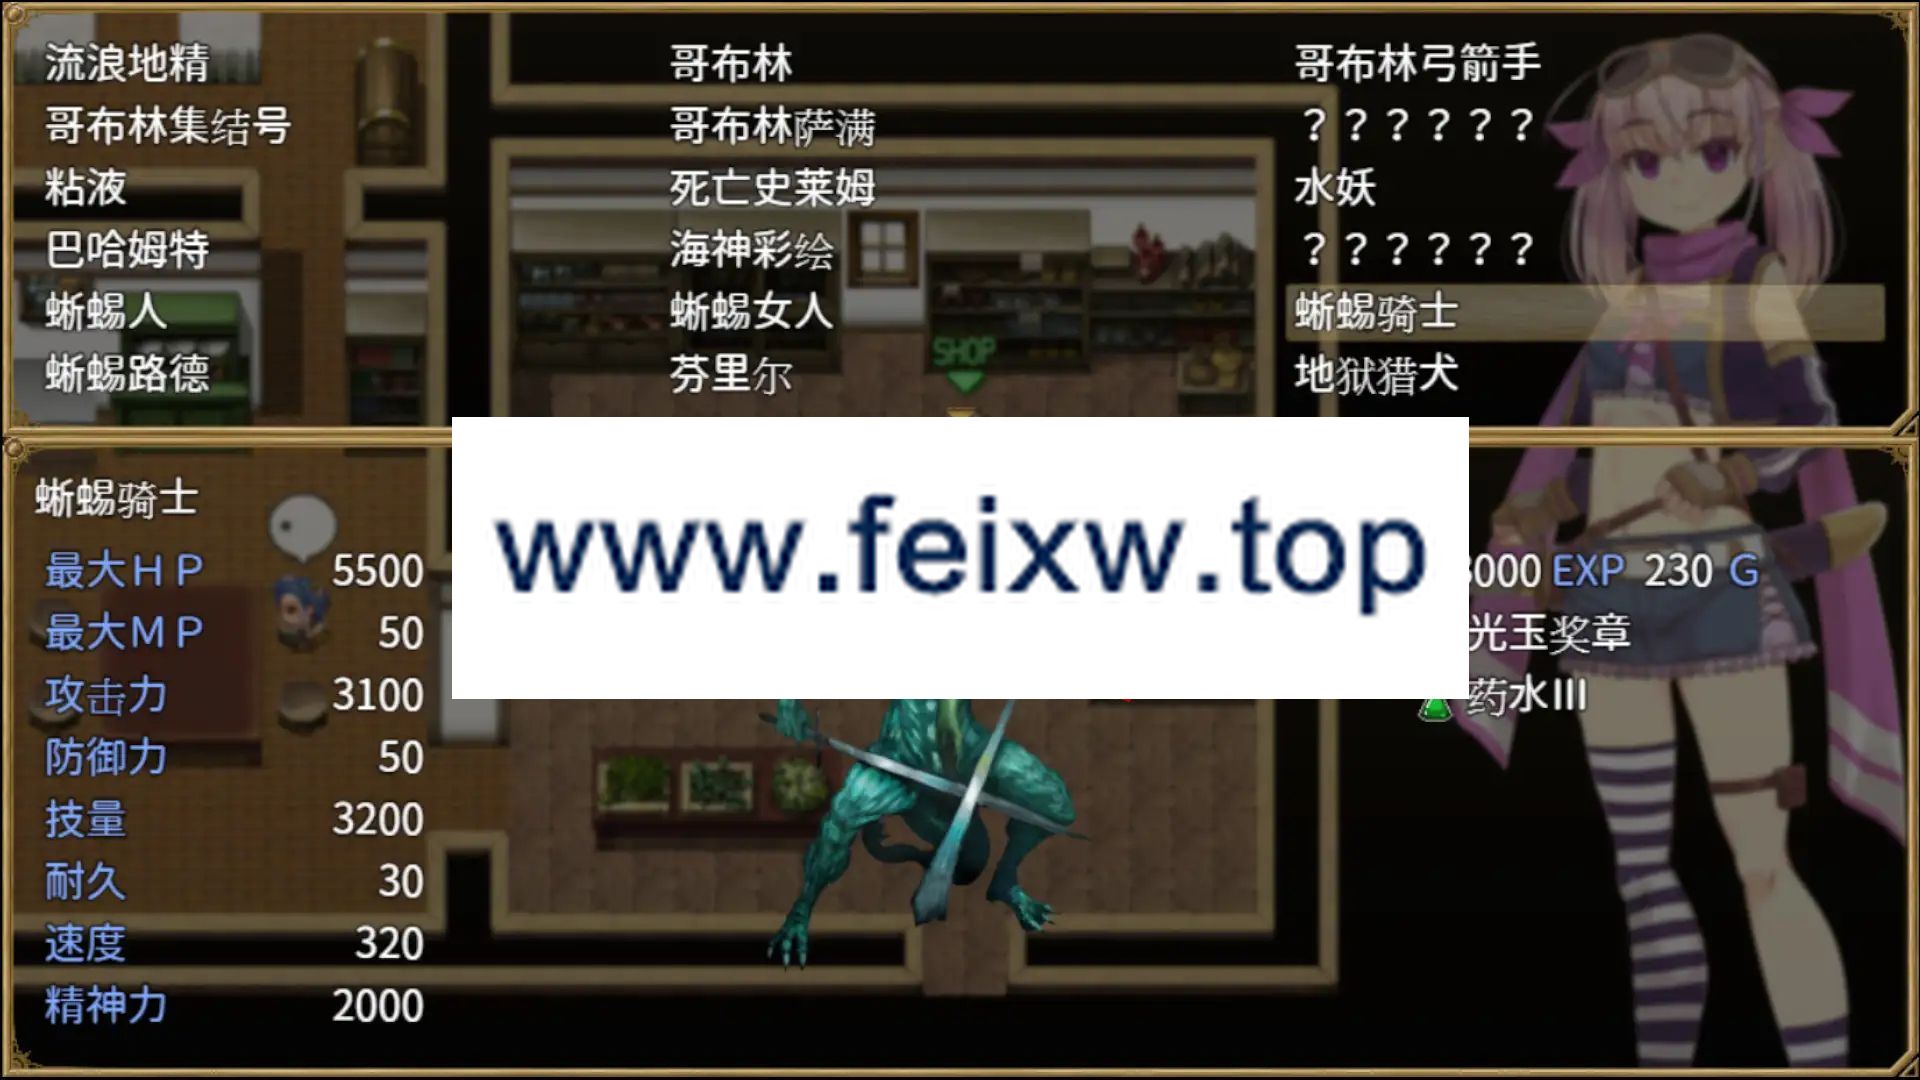 流浪地精 哥布林 哥布林弓箭手
哥布林集结号 哥布林萨满 ？？？？？？
粘液 死亡史莱姆 水妖
巴哈姆特 海神彩绘 ？？？？？？
蜥蜴人 蜥蜴女人 蜥蜴骑士
SHOP
蜥蜴路德 芬里尔 地狱猎犬
蜥蜴骑士
www.feixw.top
最大ＨＰ 5500
000 EXP 230 G
最大ＭＰ 50
光玉奖章
攻击力 3100
药水III
防御力 50
技量 3200
耐久 30
速度 320
精神力 2000